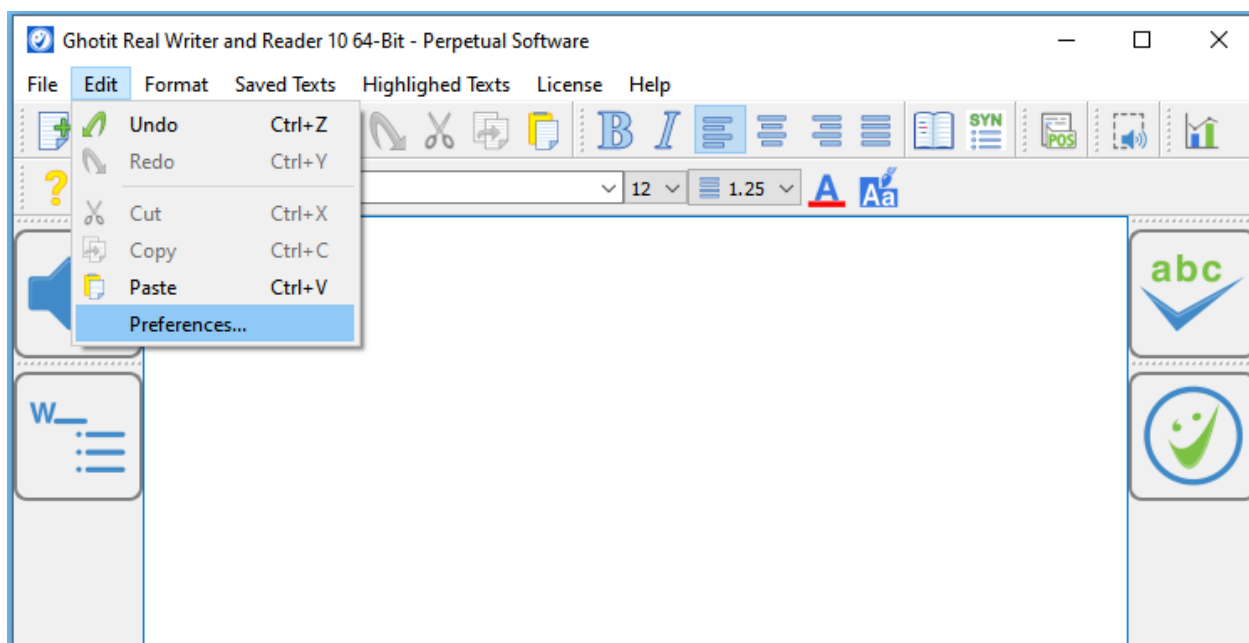 Ghotit Real Writer and Reader 10 64-Bit - Perpetual Software
File Edit Format Saved Texts Highlighed Texts License Help
Undo Ctrl+Z
Redo Ctrl+Y
Cut Ctrl+X
Copy Ctrl+C
Paste Ctrl+V
Preferences...
B I SYN POS
? 12 1.25 A Aa
abc
W